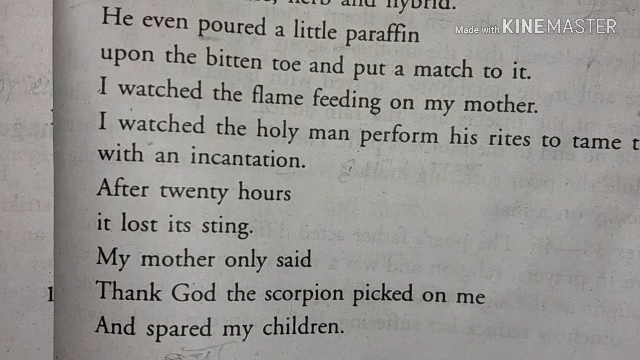 herb and hybrid.
He even poured a little paraffin
Made with KINEMASTER
upon the bitten toe and put a match to it.
I watched the flame feeding on my mother.
I watched the holy man perform his rites to tame t
with an incantation.
After twenty hours
it lost its sting.
My mother only said
Thank God the scorpion picked on me
And spared my children.